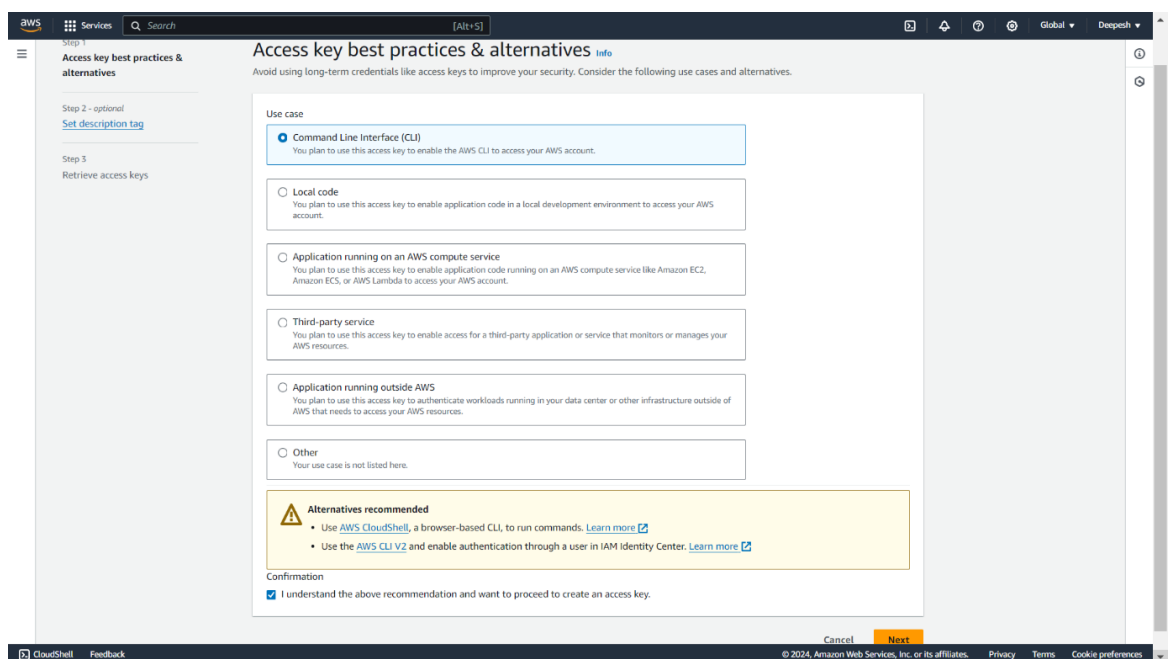 aws
Services
Search
[Alt+S]
Global
Deepesh
Step 1
Access key best practices &
alternatives
Step 2 - optional
Set description tag
Step 3
Retrieve access keys
Access key best practices & alternatives Info
Avoid using long-term credentials like access keys to improve your security. Consider the following use cases and alternatives.
Use case
Command Line Interface (CLI)
You plan to use this access key to enable the AWS CLI to access your AWS account.
Local code
You plan to use this access key to enable application code in a local development environment to access your AWS
account.
Application running on an AWS compute service
You plan to use this access key to enable application code running on an AWS compute service like Amazon EC2,
Amazon ECS, or AWS Lambda to access your AWS account.
Third-party service
You plan to use this access key to enable access for a third-party application or service that monitors or manages your
AWS resources.
Application running outside AWS
You plan to use this access key to authenticate workloads running in your data center or other infrastructure outside of
AWS that needs to access your AWS resources.
Other
Your use case is not listed here.
Alternatives recommended
• Use AWS CloudShell, a browser-based CLI, to run commands. Learn more
• Use the AWS CLI V2 and enable authentication through a user in IAM Identity Center. Learn more
Confirmation
I understand the above recommendation and want to proceed to create an access key.
Cancel
Next
CloudShell
Feedback
© 2024, Amazon Web Services, Inc. or its affiliates.
Privacy
Terms
Cookie preferences